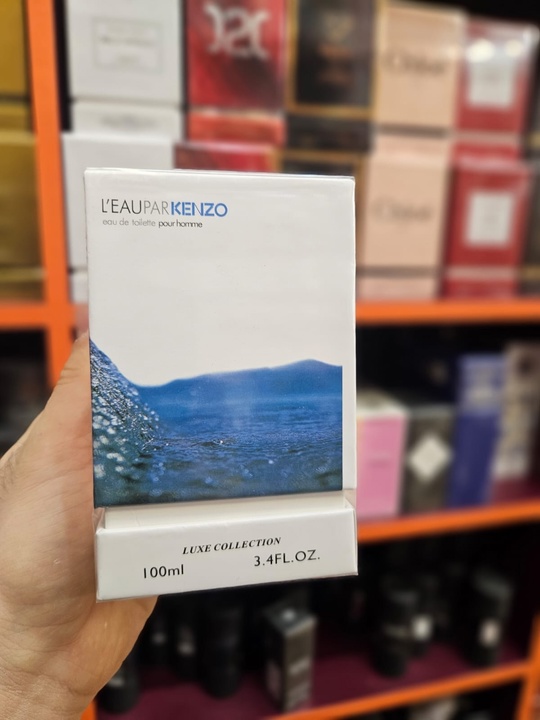 L'EAUPARKENZO
eau de toilette pour homme
LUXE COLLECTION
100ml 3.4FL.OZ.